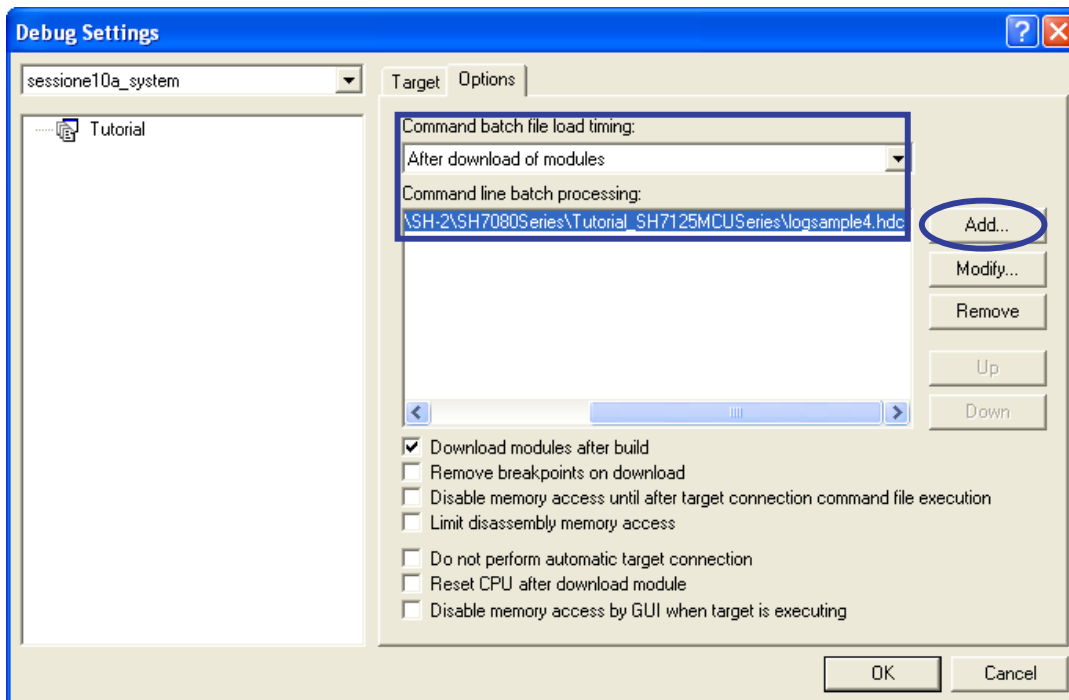 Debug Settings
sessione10a_system
Tutorial
Target
Options
Command batch file load timing:
After download of modules
Command line batch processing:
\SH-2\SH7080Series\Tutorial_SH7125MCUSeries\logsample4.hdc
Add...
Modify...
Remove
Up
Down
Download modules after build
Remove breakpoints on download
Disable memory access until after target connection command file execution
Limit disassembly memory access
Do not perform automatic target connection
Reset CPU after download module
Disable memory access by GUI when target is executing
OK
Cancel